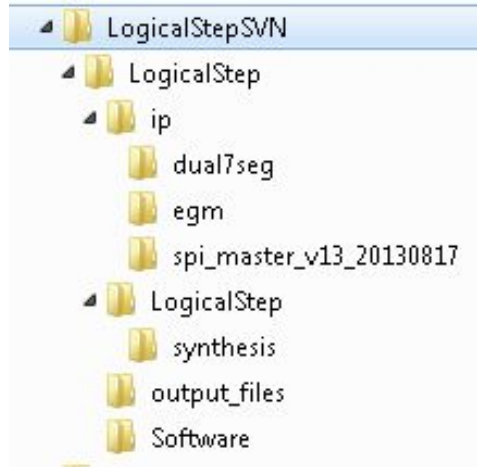 LogicalStepSVN
LogicalStep
ip
dual7seg
egm
spi_master_v13_20130817
LogicalStep
synthesis
output_files
Software